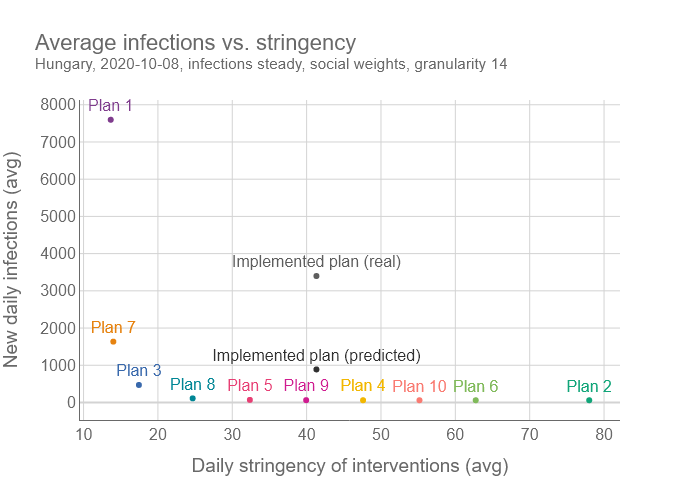 Average infections vs. stringency
Hungary, 2020-10-08, infections steady, social weights, granularity 14
New daily infections (avg)
8000
7000
6000
5000
4000
3000
2000
1000
0
Plan 1
Implemented plan (real)
Plan 7
Implemented plan (predicted)
Plan 3
Plan 8
Plan 5
Plan 9
Plan 4
Plan 10
Plan 6
Plan 2
10 20 30 40 50 60 70 80
Daily stringency of interventions (avg)